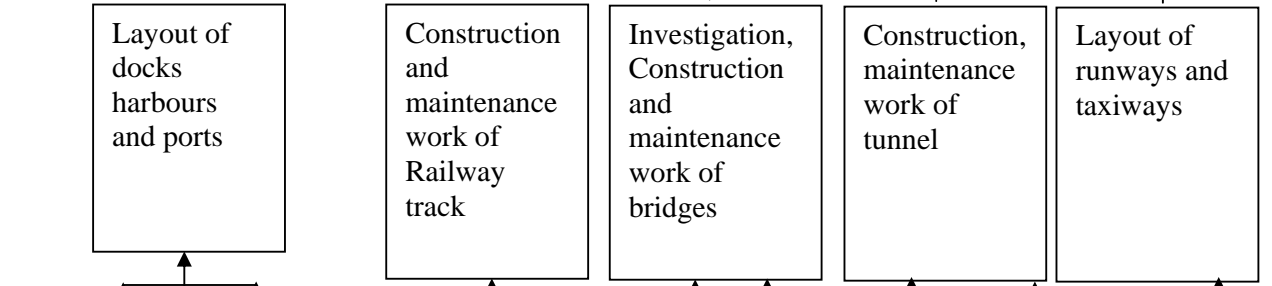 Layout of
docks
harbours
and ports
Construction
and
maintenance
work of
Railway
track
Investigation,
Construction
and
maintenance
work of
bridges
Construction,
maintenance
work of
tunnel
Layout of
runways and
taxiways